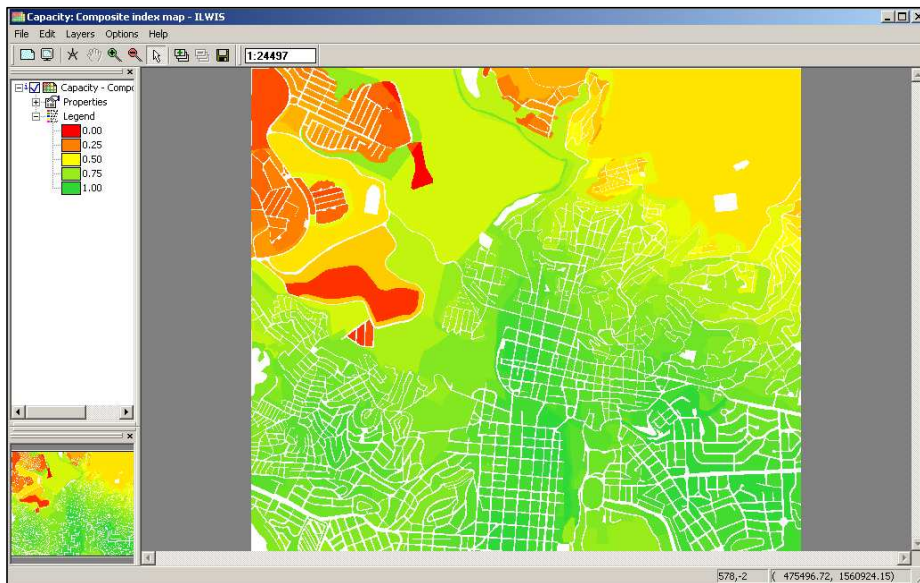 Capacity: Composite index map - ILWIS
File Edit Layers Options Help
1:24497
Capacity - Compo
Properties
Legend
0.00
0.25
0.50
0.75
1.00
578,-2 ( 475496.72, 1560924.15)